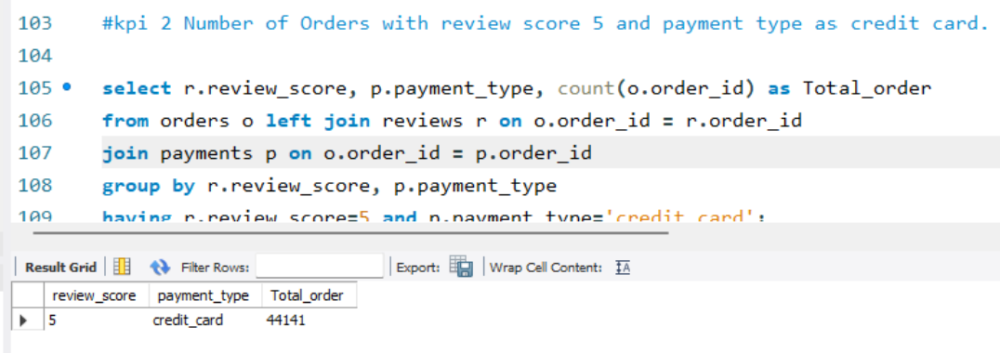 103 #kpi 2 Number of Orders with review score 5 and payment type as credit card.
104
105 select r.review_score, p.payment_type, count(o.order_id) as Total_order
106 from orders o left join reviews r on o.order_id = r.order_id
107 join payments p on o.order_id = p.order_id
108 group by r.review_score, p.payment_type
109 having r.review_score=5 and p.payment_type='credit_card';
Result Grid Filter Rows: Export: Wrap Cell Content:
review_score payment_type Total_order
5 credit_card 44141